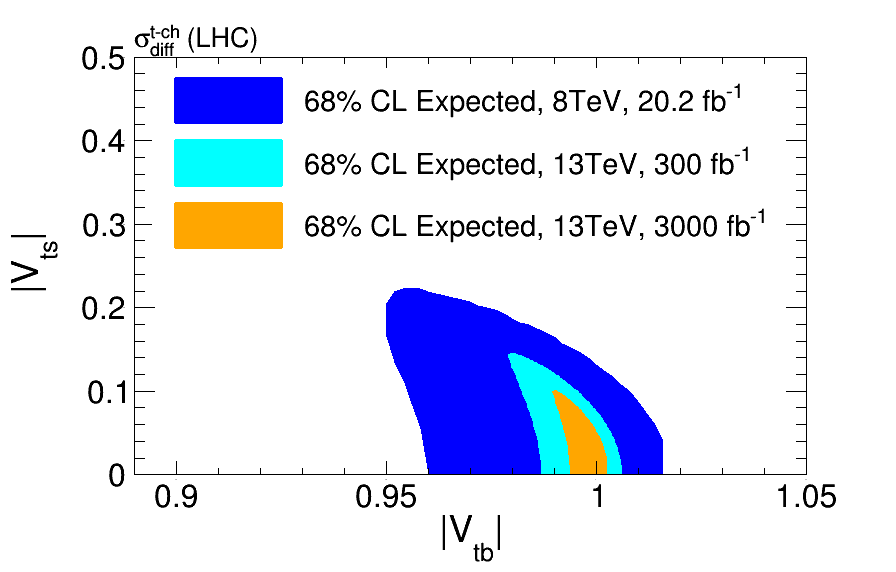 σ^{t-ch}_{diff} (LHC)
0.5
68% CL Expected, 8TeV, 20.2 fb^{-1}
0.4
68% CL Expected, 13TeV, 300 fb^{-1}
0.3
68% CL Expected, 13TeV, 3000 fb^{-1}
|V_{ts}|
0.2
0.1
0
0.9 0.95 1 1.05
|V_{tb}|